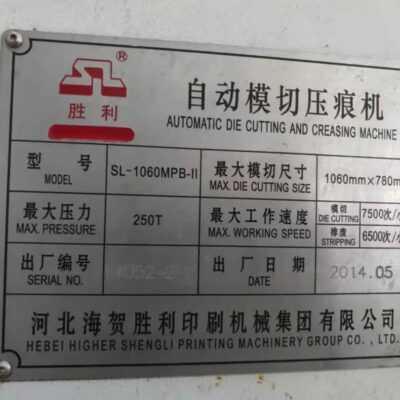 ®
SL
胜利
自动模切压痕机
AUTOMATIC DIE CUTTING AND CREASING MACHINE
型号 SL-1060MPB-II 最大模切尺寸 1060mm×780m
MODEL MAX. DIE CUTTING SIZE
最大压力 250T 最大工作速度 模切 7500次/
MAX. PRESSURE MAX. WORKING SPEED DIE CUTTING
排废 6500次/
STRIPPING
出厂编号 出厂日期 2014.05
SERIAL NO. DATE
河北海贺胜利印刷机械集团有限公司
HEBEI HIGHER SHENGLI PRINTING MACHINERY GROUP CO., LTD.